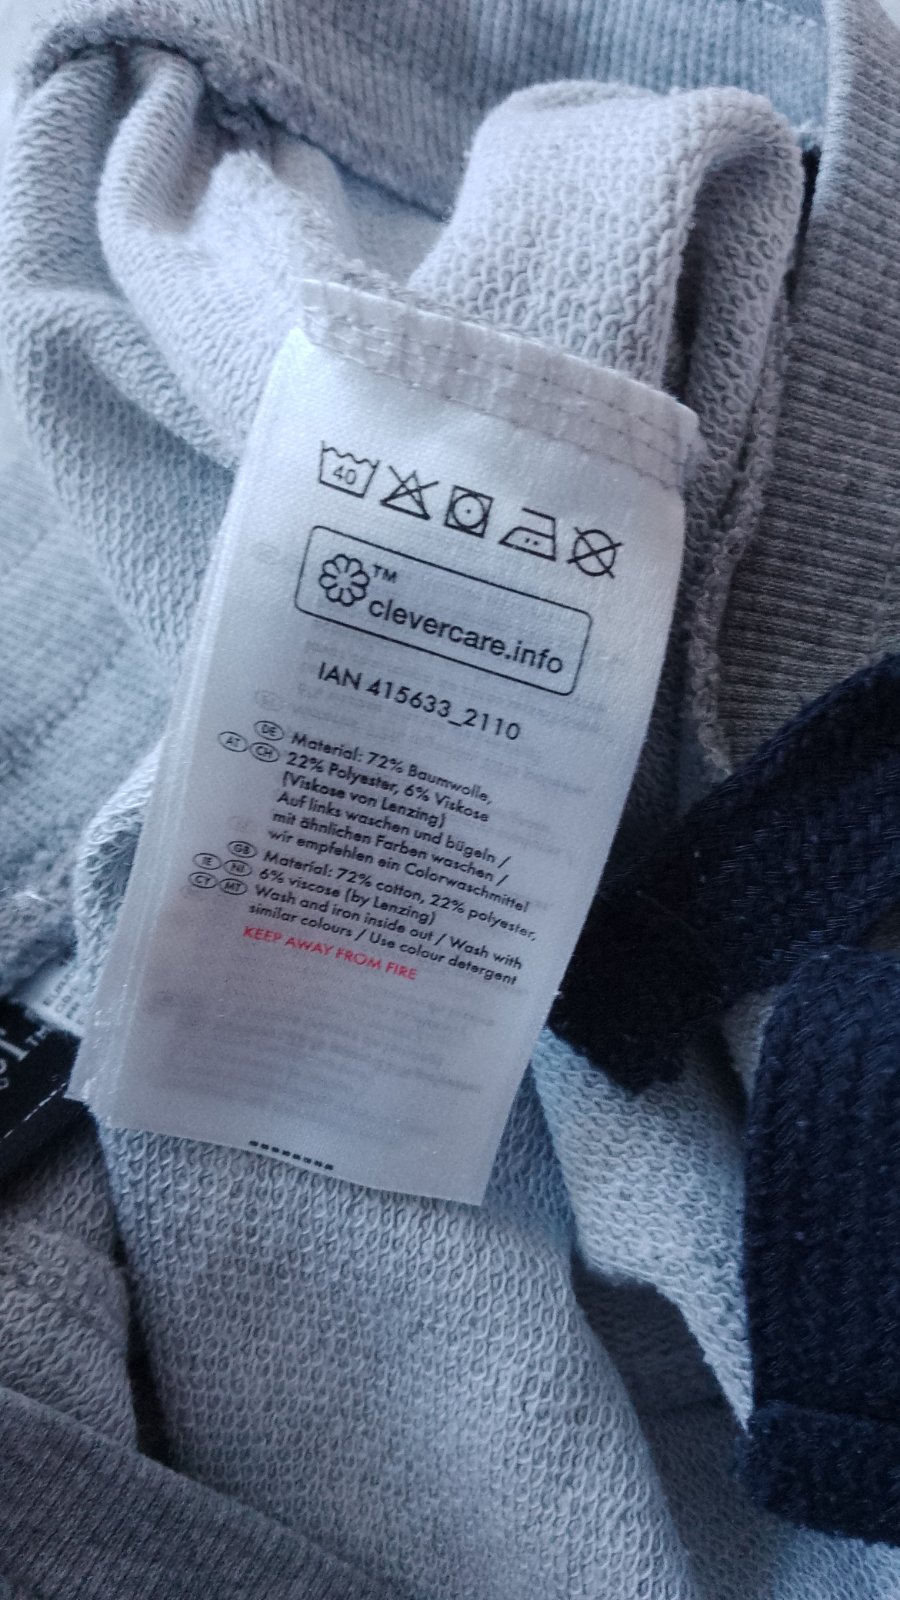 40
TM
clevercare.info
IAN 415633_2110
DE Material: 72% Baumwolle,
AT CH 22% Polyester, 6% Viskose
(Viskose von Lenzing)
Auf links waschen und bügeln /
mit ähnlichen Farben waschen /
wir empfehlen ein Colorwaschmittel
GB Material: 72% cotton, 22% polyester,
IE NI 6% viscose (by Lenzing)
CY MT Wash and iron inside out / Wash with
similar colours / Use colour detergent
KEEP AWAY FROM FIRE